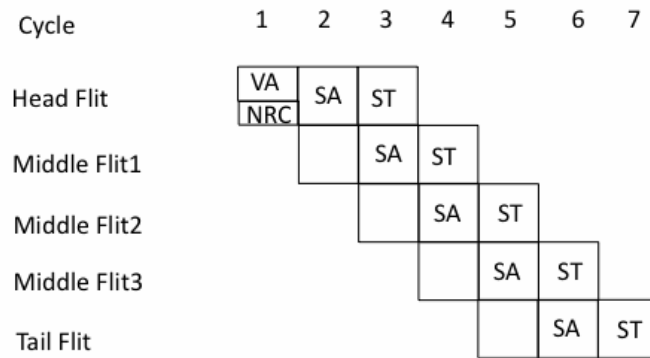 Cycle 1 2 3 4 5 6 7
Head Flit VA NRC SA ST
Middle Flit1 SA ST
Middle Flit2 SA ST
Middle Flit3 SA ST
Tail Flit SA ST